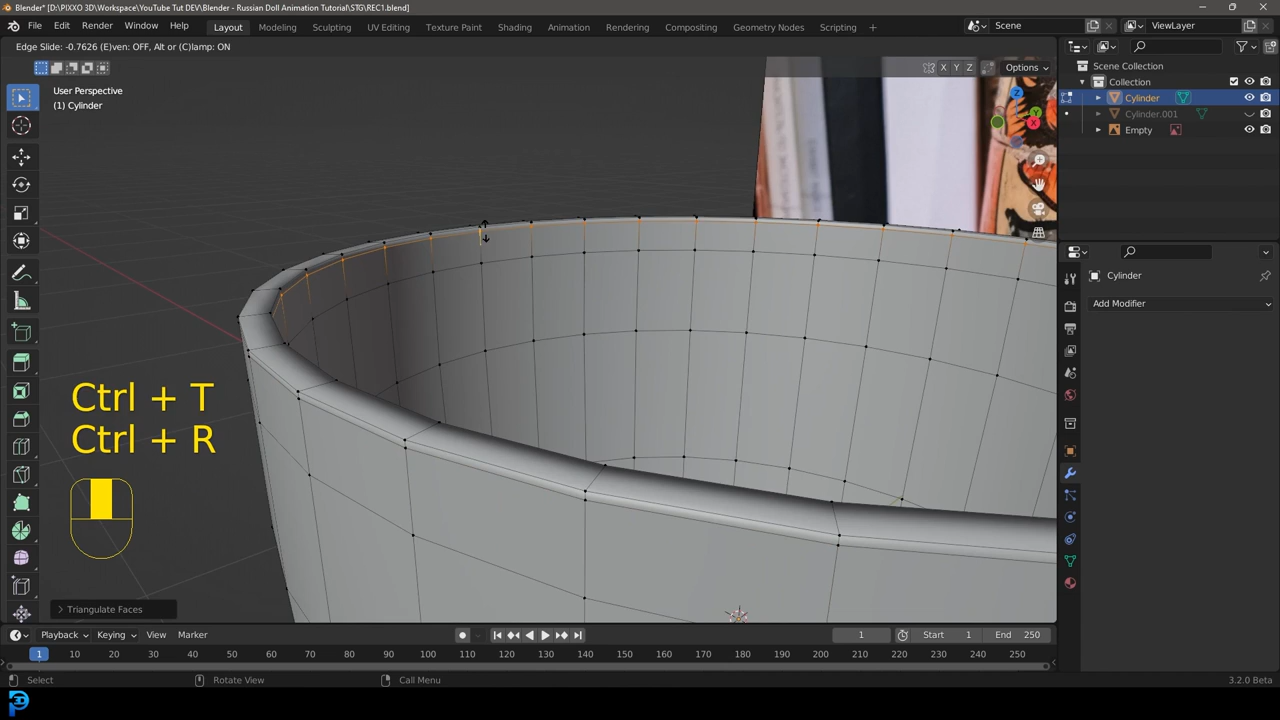 Blender* [D:\PIXXO 3D\Workspace\YouTube Tut DEV\Blender - Russian Doll Animation Tutorial\STG\REC1.blend]
File Edit Render Window Help Layout Modeling Sculpting UV Editing Texture Paint Shading Animation Rendering Compositing Geometry Nodes Scripting Scene ViewLayer
Edge Slide: -0.7626 (E)ven: OFF, Alt or (C)lamp: ON
X Y Z Options
Scene Collection
Collection
Cylinder
Cylinder.001
Empty
User Perspective
(1) Cylinder
Z
Y
X
Cylinder
Add Modifier
Ctrl + T
Ctrl + R
Triangulate Faces
Playback Keying View Marker 1 Start 1 End 250
1 10 20 30 40 50 60 70 80 90 100 110 120 130 140 150 160 170 180 190 200 210 220 230 240 250
Select Rotate View Call Menu 3.2.0 Beta